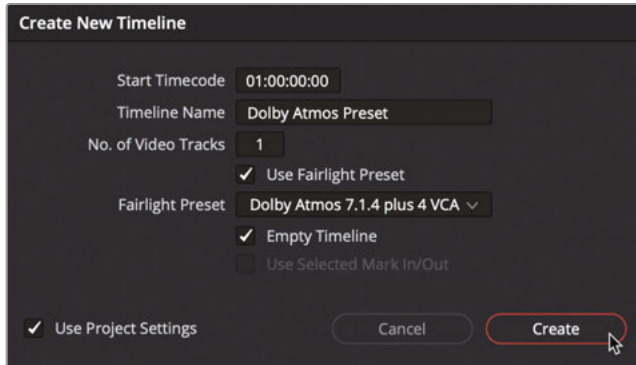 Create New Timeline
Start Timecode 01:00:00:00
Timeline Name Dolby Atmos Preset
No. of Video Tracks 1
Use Fairlight Preset
Fairlight Preset Dolby Atmos 7.1.4 plus 4 VCA
Empty Timeline
Use Selected Mark In/Out
Use Project Settings Cancel Create